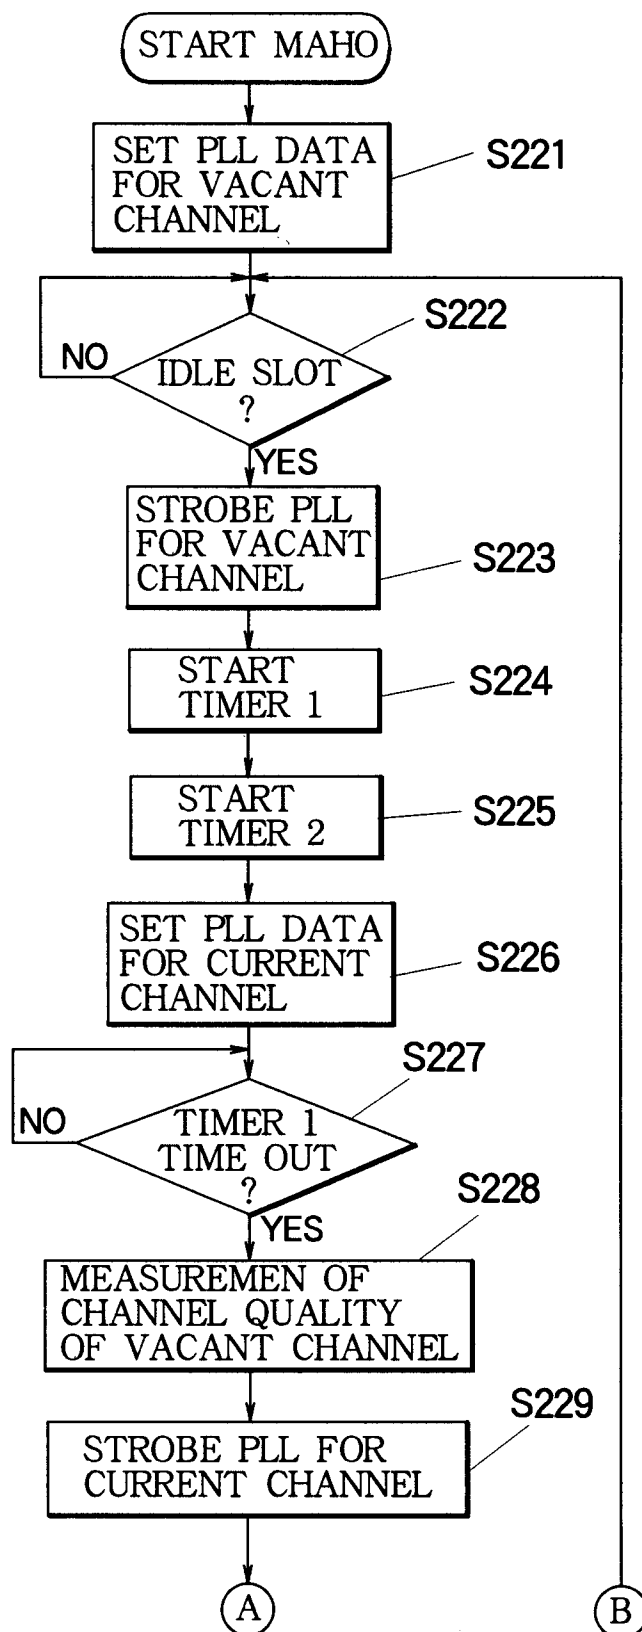 START MAHO
SET PLL DATA
FOR VACANT
CHANNEL
S221
S222
NO
IDLE SLOT
?
YES
STROBE PLL
FOR VACANT
CHANNEL
S223
START
TIMER 1
S224
START
TIMER 2
S225
SET PLL DATA
FOR CURRENT
CHANNEL
S226
S227
NO
TIMER 1
TIME OUT
?
YES
S228
MEASUREMEN OF
CHANNEL QUALITY
OF VACANT CHANNEL
S229
STROBE PLL FOR
CURRENT CHANNEL
A
B